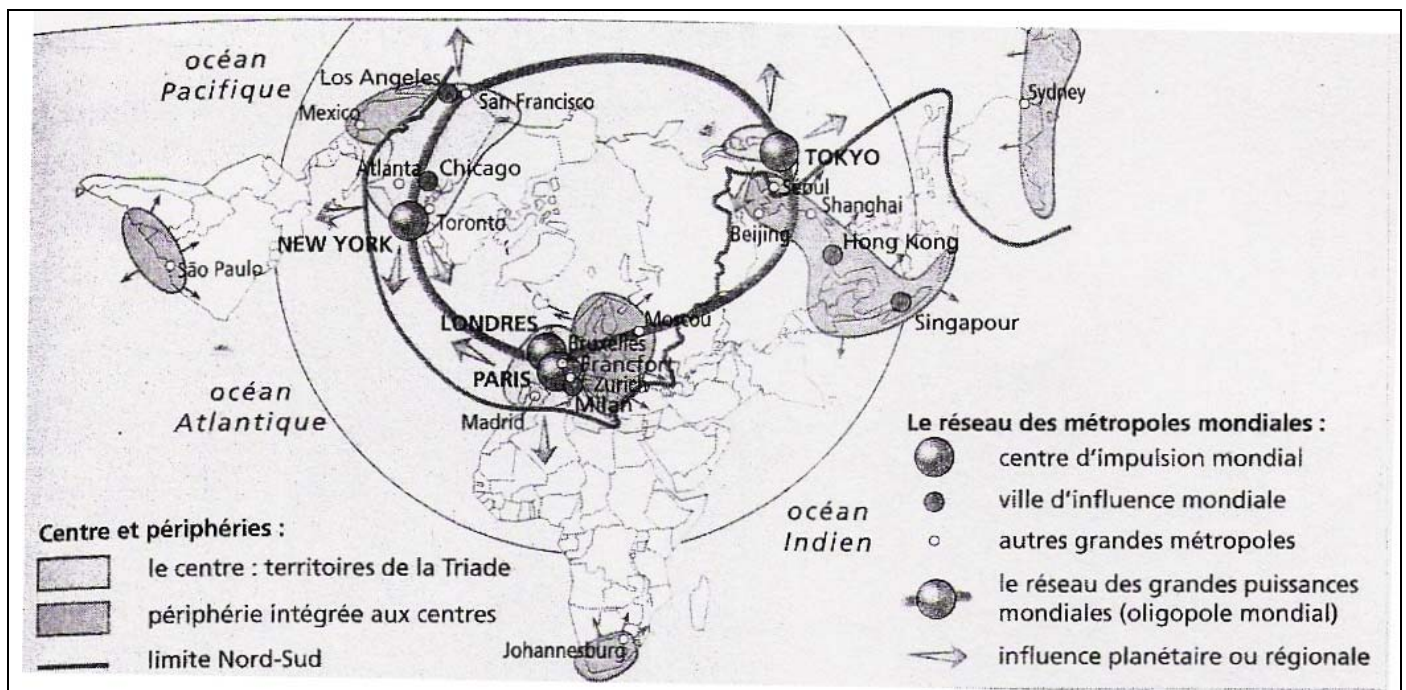 océan
Pacifique
Los Angeles
San Francisco
Mexico
Atlanta
Chicago
Toronto
NEW YORK
São Paulo
TOKYO
Séoul
Shanghai
Beijing
Hong Kong
Singapour
Sydney
LONDRES
Bruxelles
Moscou
Francfort
PARIS
Zurich
Milan
Madrid
océan
Atlantique
océan
Indien
Johannesburg
Centre et périphéries :
le centre : territoires de la Triade
périphérie intégrée aux centres
limite Nord-Sud
Le réseau des métropoles mondiales :
centre d'impulsion mondial
ville d'influence mondiale
autres grandes métropoles
le réseau des grandes puissances
mondiales (oligopole mondial)
influence planétaire ou régionale